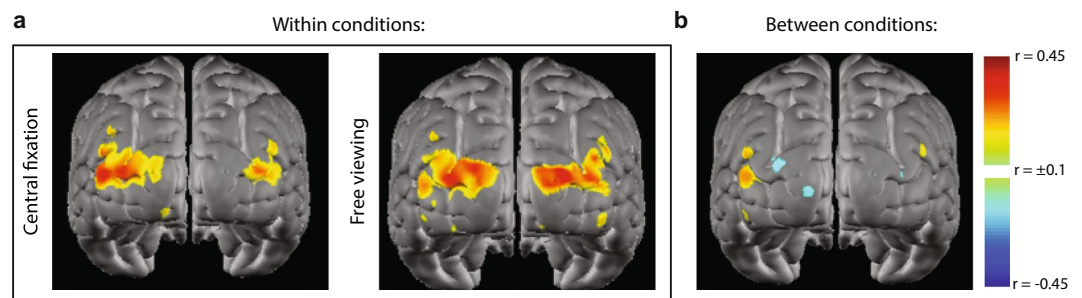 a
Within conditions:
Central fixation
Free viewing
b
Between conditions:
r = 0.45
r = ±0.1
r = -0.45